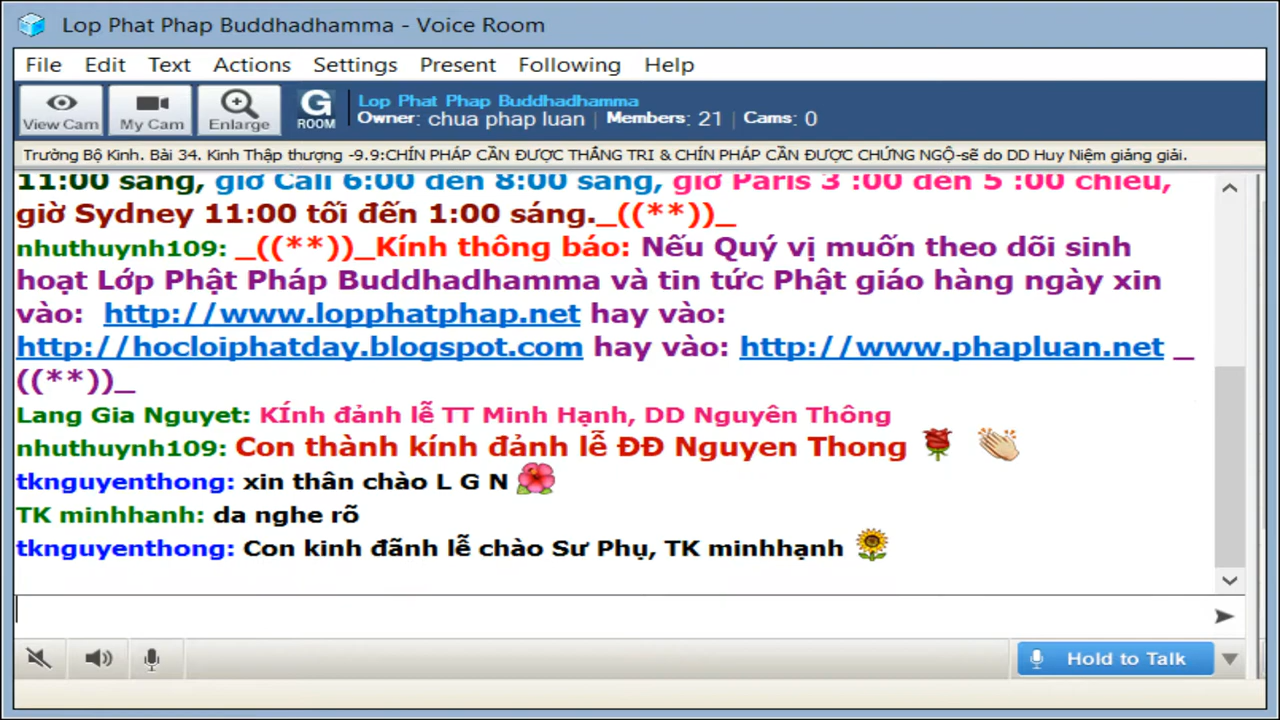 Lop Phat Phap Buddhadhamma - Voice Room
File Edit Text Actions Settings Present Following Help
View Cam My Cam Enlarge G ROOM
Lop Phat Phap Buddhadhamma
Owner: chua phap luan | Members: 21 | Cams: 0
Trường Bộ Kinh. Bài 34. Kinh Thập thượng -9.9:CHÍN PHÁP CẦN ĐƯỢC THẮNG TRI & CHÍN PHÁP CẦN ĐƯỢC CHỨNG NGỘ-sẽ do DD Huy Niệm giảng giải.
11:00 sáng, giờ Cali 6:00 đến 8:00 sáng, giờ Paris 3 :00 đến 5 :00 chiều,
giờ Sydney 11:00 tối đến 1:00 sáng._((**))_
nhuthuynh109: _((**))_Kính thông báo: Nếu Quý vị muốn theo dõi sinh
hoạt Lớp Phật Pháp Buddhadhamma và tin tức Phật giáo hàng ngày xin
vào: http://www.lopphatphap.net hay vào:
http://hocloiphatday.blogspot.com hay vào: http://www.phapluan.net _
((**))_
Lang Gia Nguyet: KÍnh đảnh lễ TT Minh Hạnh, DD Nguyên Thông
nhuthuynh109: Con thành kính đảnh lễ ĐĐ Nguyen Thong
tknguyenthong: xin thân chào L G N
TK minhhanh: da nghe rõ
tknguyenthong: Con kinh đãnh lễ chào Sư Phụ, TK minhhạnh
Hold to Talk